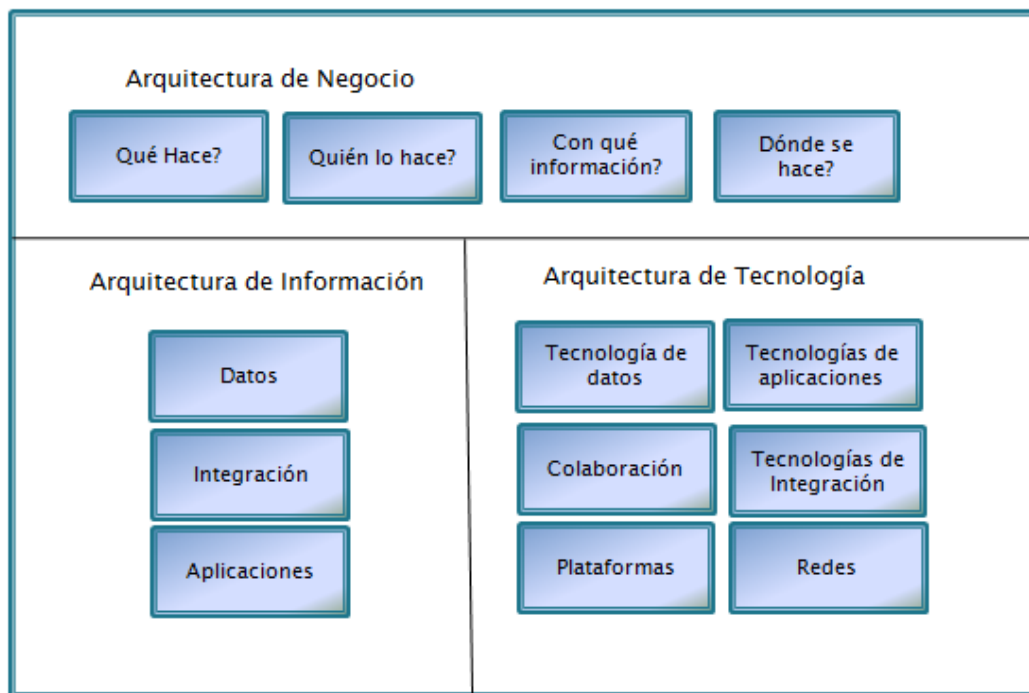 Arquitectura de Negocio
Qué Hace?
Quién lo hace?
Con qué
información?
Dónde se
hace?
Arquitectura de Información
Datos
Integración
Aplicaciones
Arquitectura de Tecnología
Tecnología de
datos
Tecnologías de
aplicaciones
Colaboración
Tecnologías de
Integración
Plataformas
Redes